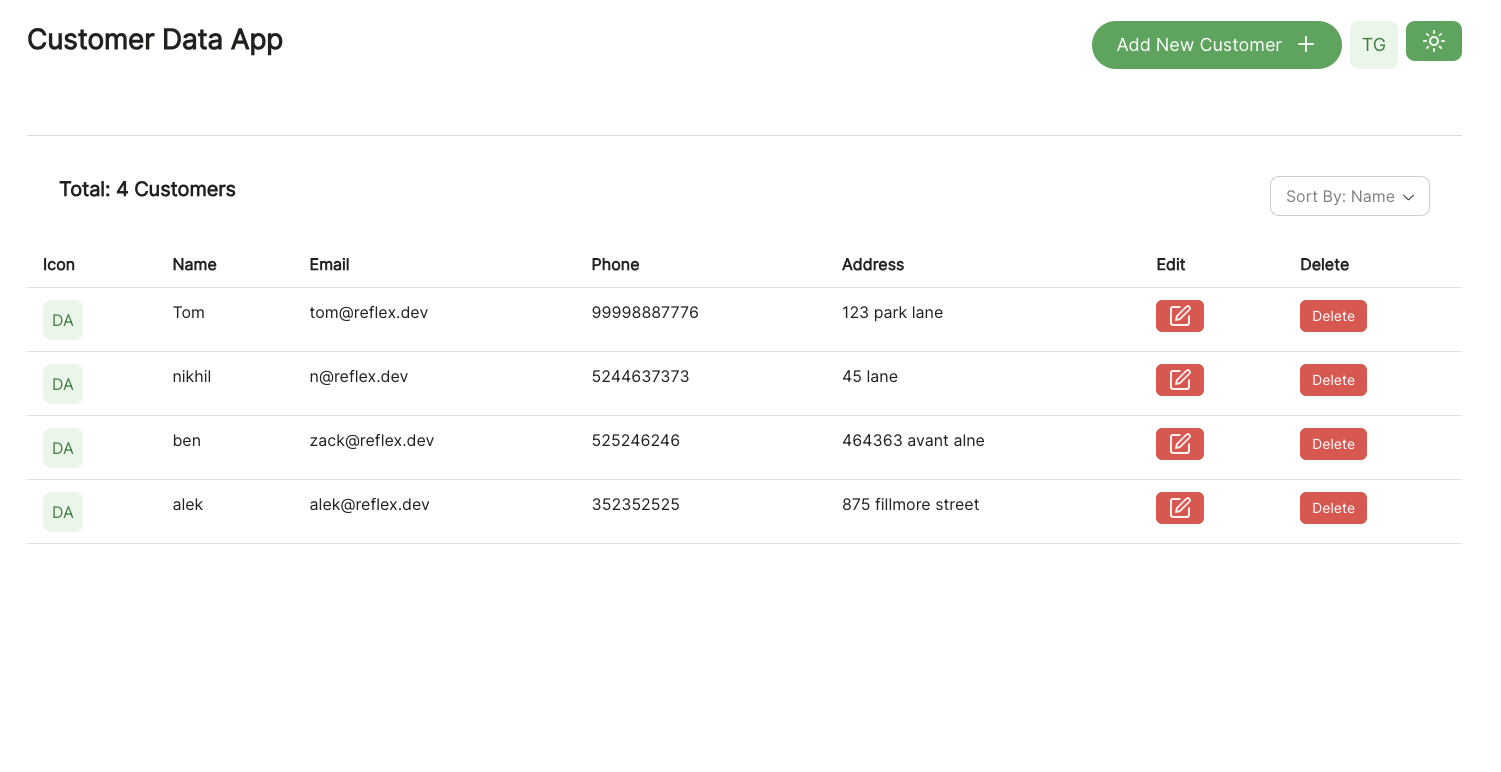 Customer Data App
Add New Customer
TG
Total: 4 Customers
Sort By: Name
Icon Name Email Phone Address Edit Delete
DA Tom tom@reflex.dev 99998887776 123 park lane Delete
DA nikhil n@reflex.dev 5244637373 45 lane Delete
DA ben zack@reflex.dev 525246246 464363 avant alne Delete
DA alek alek@reflex.dev 352352525 875 fillmore street Delete